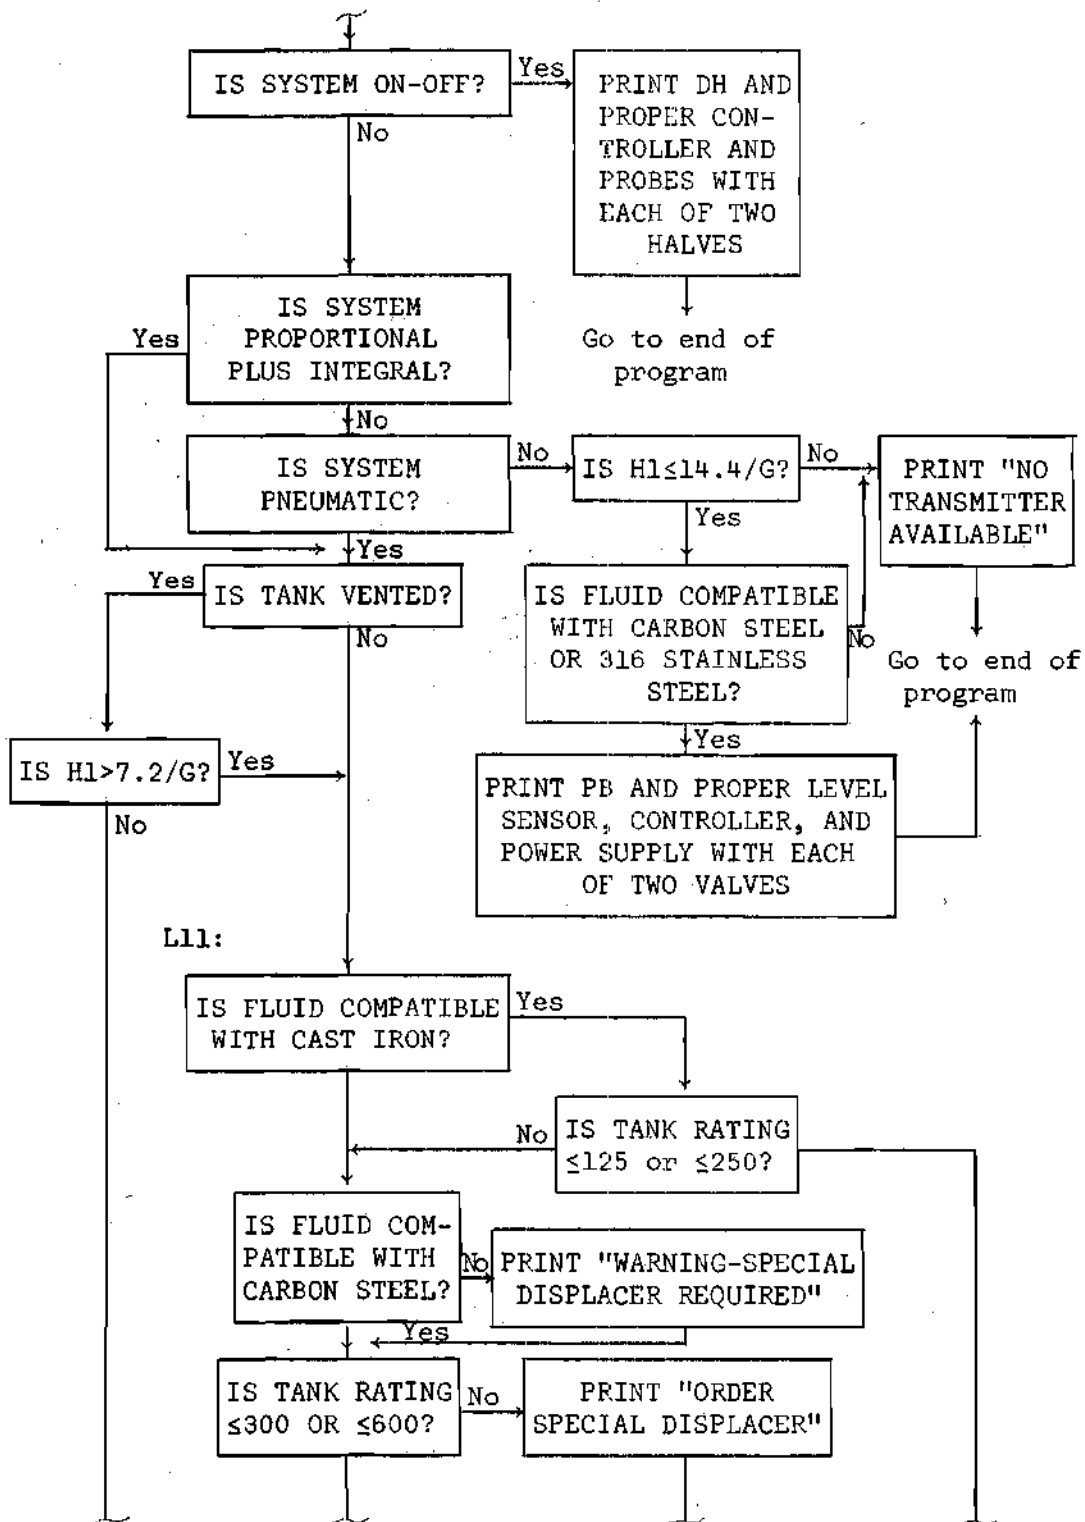 IS SYSTEM ON-OFF?
Yes
No
PRINT DH AND
PROPER CON-
TROLLER AND
PROBES WITH
EACH OF TWO
HALVES
Go to end of
program
IS SYSTEM
PROPORTIONAL
PLUS INTEGRAL?
Yes
No
IS SYSTEM
PNEUMATIC?
No
Yes
IS H1≤14.4/G?
No
Yes
PRINT "NO
TRANSMITTER
AVAILABLE"
Go to end of
program
IS TANK VENTED?
Yes
No
IS FLUID COMPATIBLE
WITH CARBON STEEL
OR 316 STAINLESS
STEEL?
No
Yes
IS H1>7.2/G?
Yes
No
PRINT PB AND PROPER LEVEL
SENSOR, CONTROLLER, AND
POWER SUPPLY WITH EACH
OF TWO VALVES
L11:
IS FLUID COMPATIBLE
WITH CAST IRON?
Yes
IS TANK RATING
≤125 or ≤250?
No
IS FLUID COM-
PATIBLE WITH
CARBON STEEL?
No
Yes
PRINT "WARNING-SPECIAL
DISPLACER REQUIRED"
IS TANK RATING
≤300 OR ≤600?
No
PRINT "ORDER
SPECIAL DISPLACER"